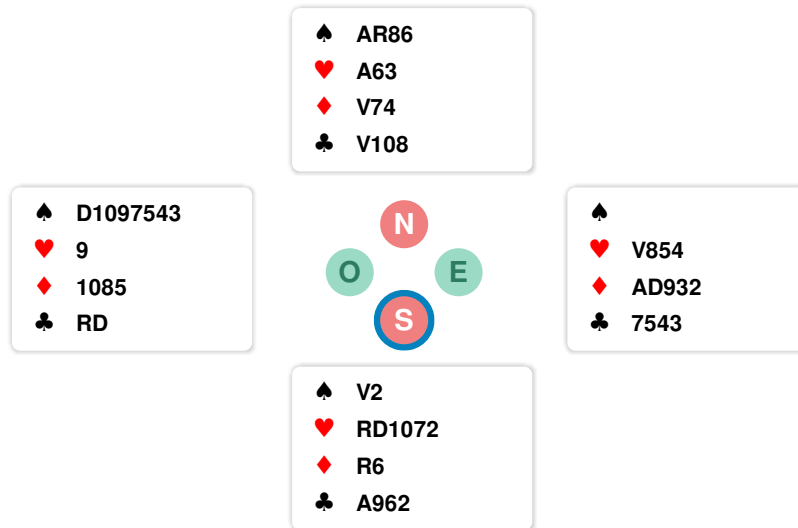 ♠ AR86
♥ A63
♦ V74
♣ V108
♠ D1097543
♥ 9
♦ 1085
♣ RD
N
O E
S
♠
♥ V854
♦ AD932
♣ 7543
♠ V2
♥ RD1072
♦ R6
♣ A962